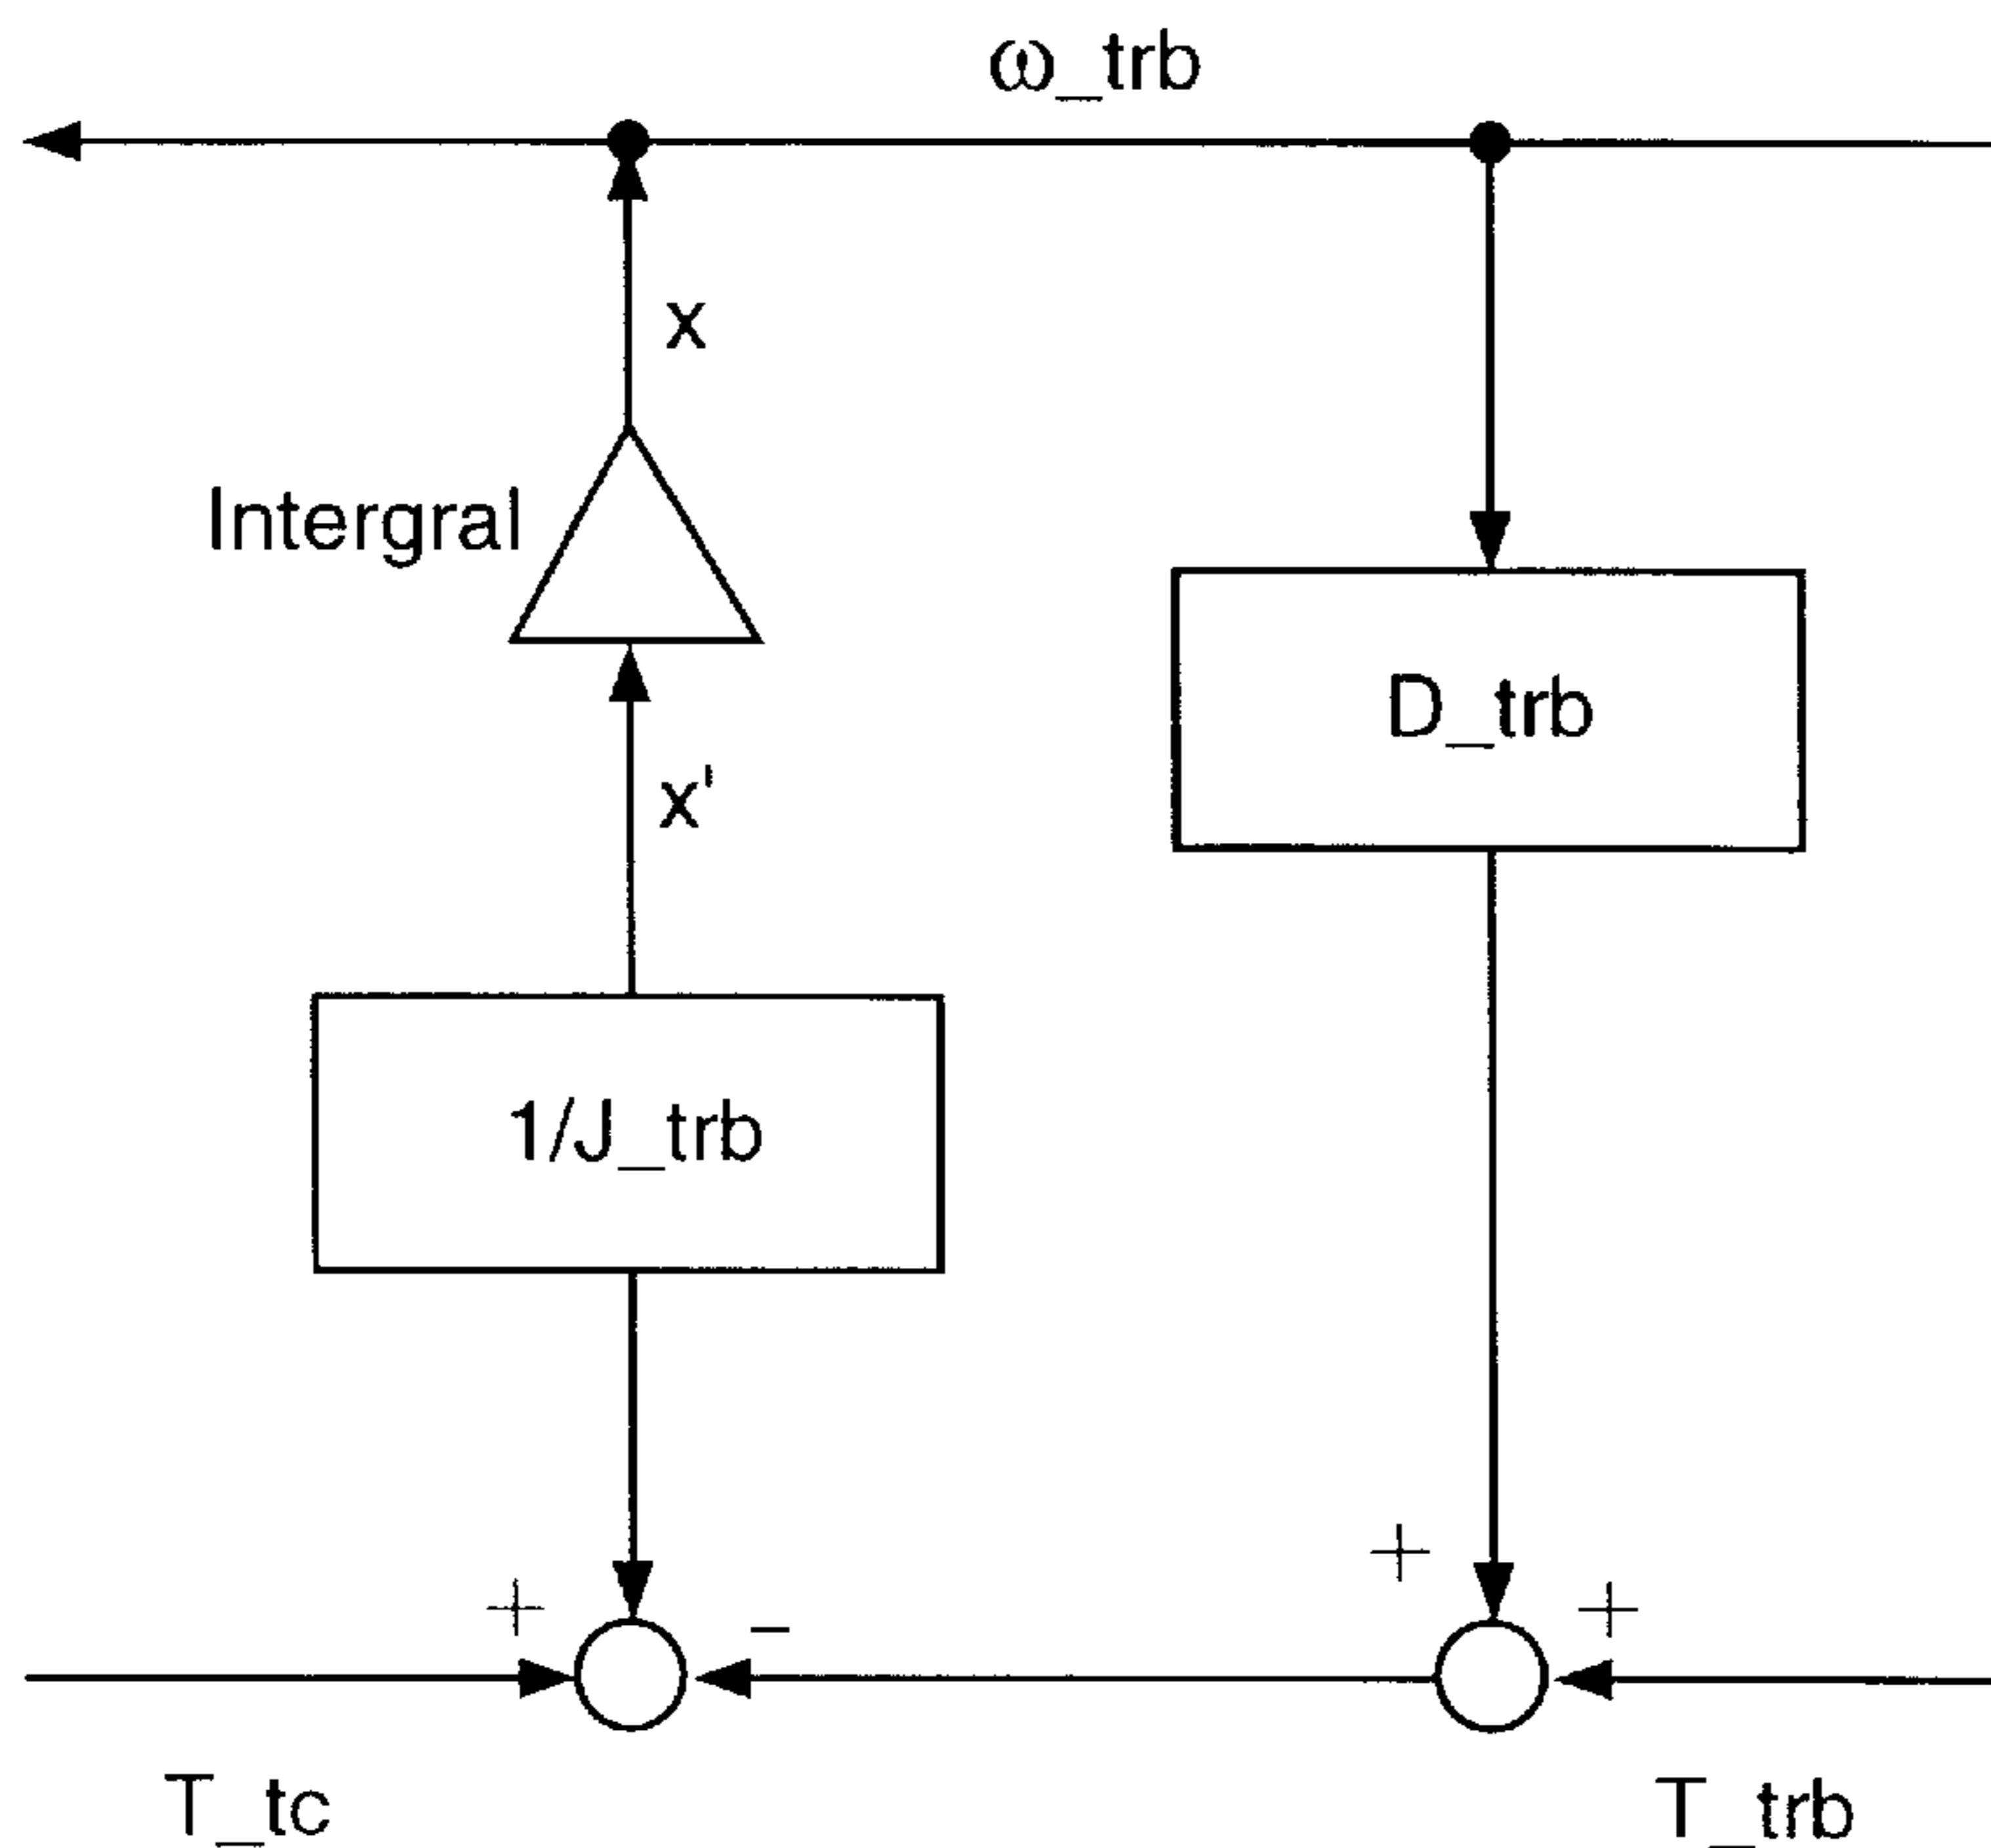 ω_trb
x
Intergral
D_trb
x'
1/J_trb
+
+
+
−
T_tc
T_trb